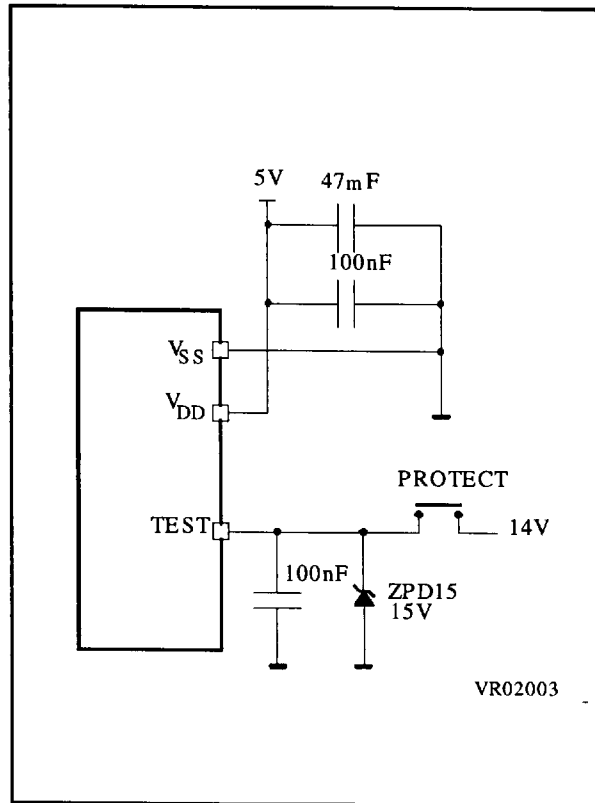 5V 47mF
100nF
VSS
VDD
PROTECT
TEST 14V
100nF ZPD15
15V
VR02003